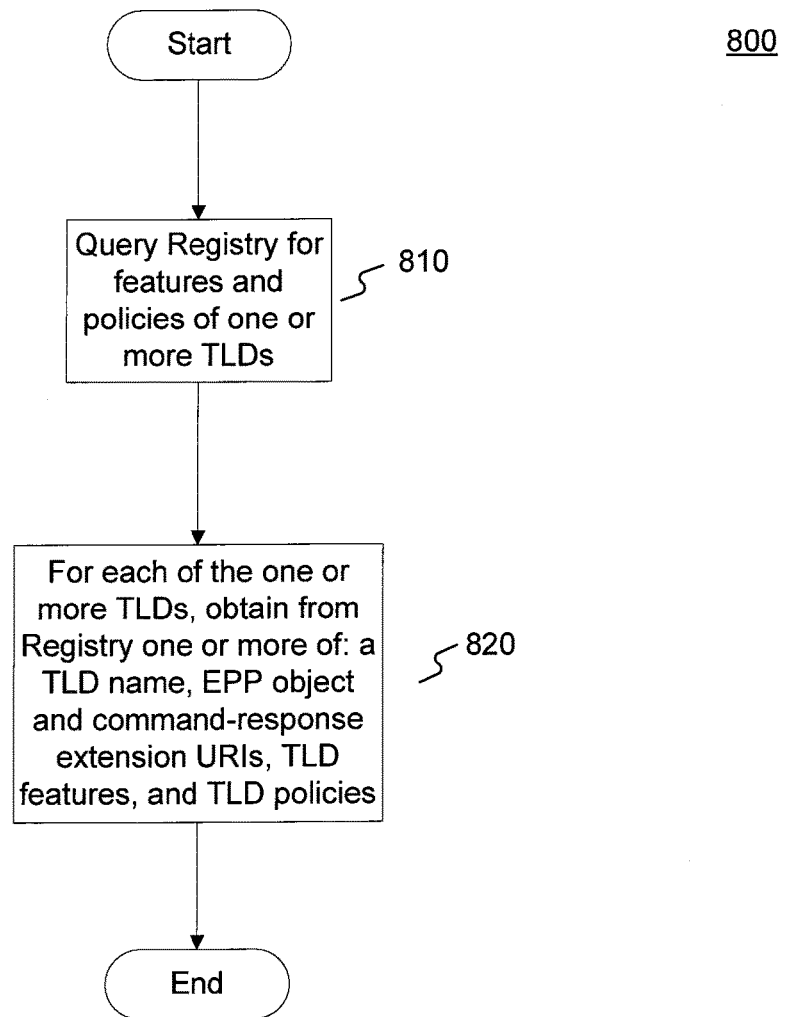 Start
800
Query Registry for
features and
policies of one or
more TLDs
810
For each of the one or
more TLDs, obtain from
Registry one or more of: a
TLD name, EPP object
and command-response
extension URIs, TLD
features, and TLD policies
820
End